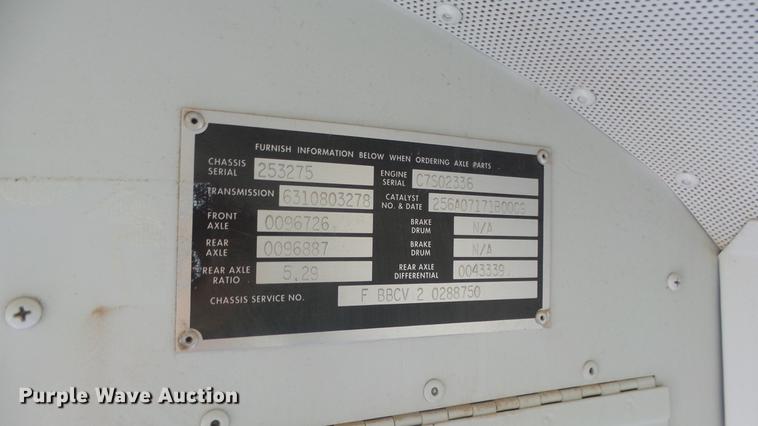 FURNISH INFORMATION BELOW WHEN ORDERING AXLE PARTS
CHASSIS SERIAL 253275 ENGINE SERIAL C7S02336
TRANSMISSION 6310803278 CATALYST NO. & DATE 256A07171800C9
FRONT AXLE 0096726 BRAKE DRUM N/A
REAR AXLE 0096887 BRAKE DRUM N/A
REAR AXLE RATIO 5.29 REAR AXLE DIFFERENTIAL 0043339
CHASSIS SERVICE NO. F BBCV 2 0288750
Purple Wave Auction